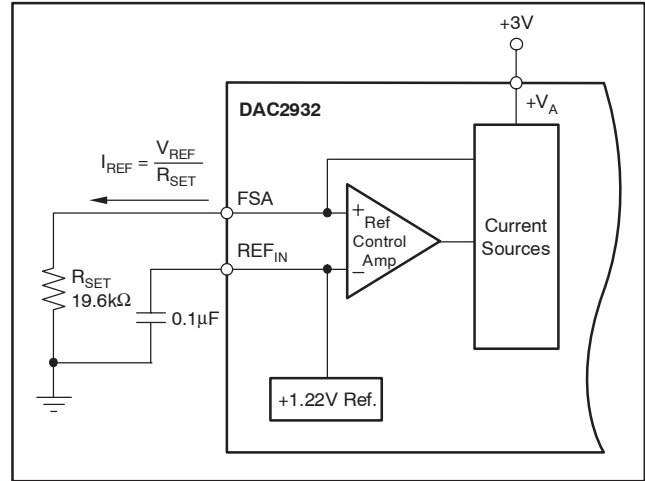 +3V
DAC2932
+V_A
I_REF = V_REF / R_SET
FSA
+
Ref
Control
Amp
Current
Sources
REF_IN
–
R_SET
19.6kΩ
0.1μF
+1.22V Ref.